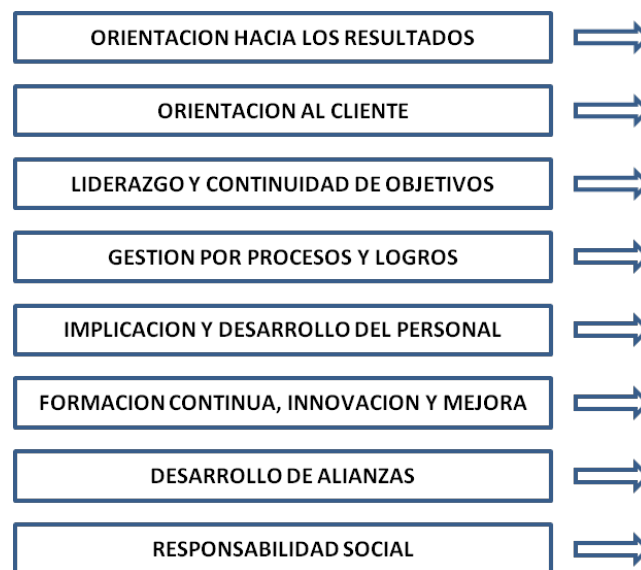 ORIENTACION HACIA LOS RESULTADOS
ORIENTACION AL CLIENTE
LIDERAZGO Y CONTINUIDAD DE OBJETIVOS
GESTION POR PROCESOS Y LOGROS
IMPLICACION Y DESARROLLO DEL PERSONAL
FORMACION CONTINUA, INNOVACION Y MEJORA
DESARROLLO DE ALIANZAS
RESPONSABILIDAD SOCIAL